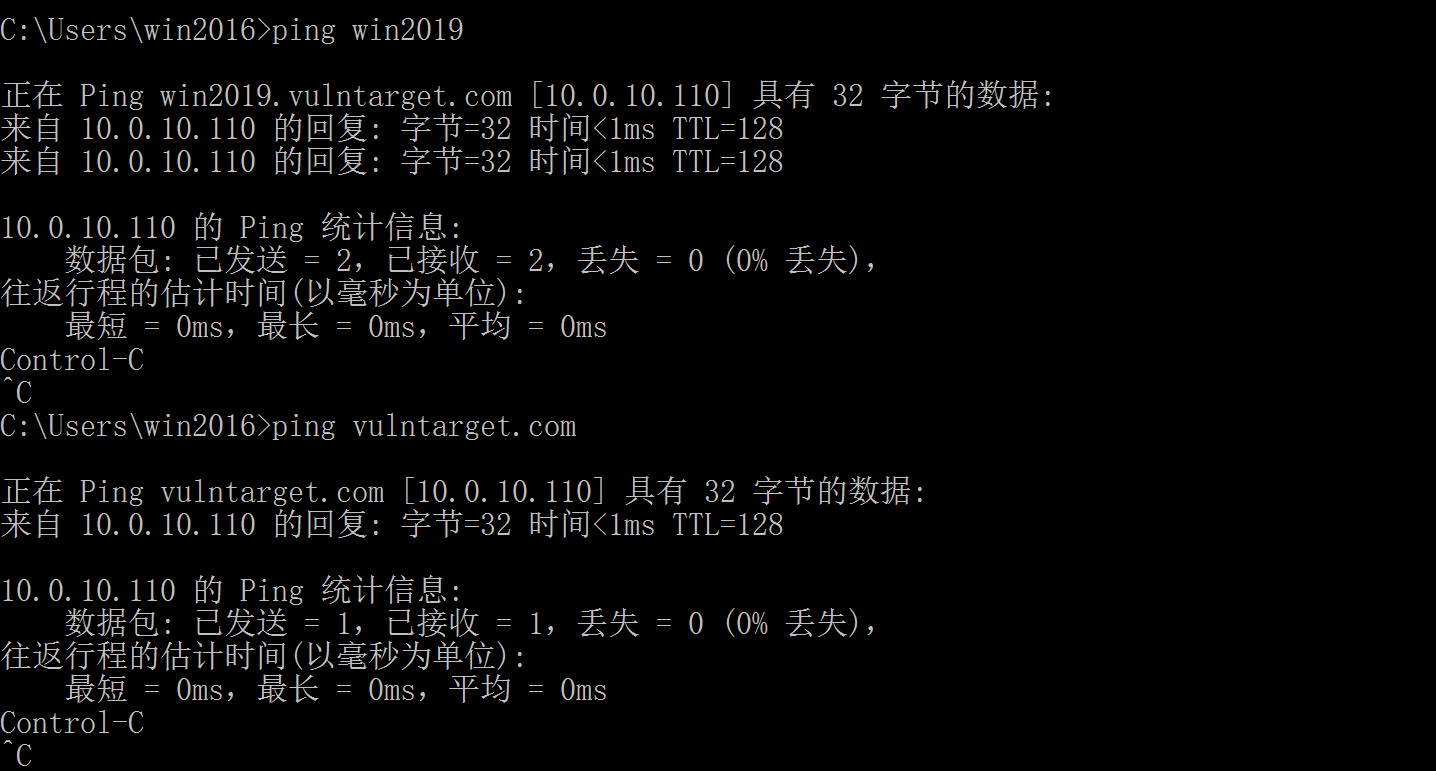 C:\Users\win2016>ping win2019
正在 Ping win2019.vulntarget.com [10.0.10.110] 具有 32 字节的数据:
来自 10.0.10.110 的回复: 字节=32 时间<1ms TTL=128
来自 10.0.10.110 的回复: 字节=32 时间<1ms TTL=128
10.0.10.110 的 Ping 统计信息:
    数据包: 已发送 = 2，已接收 = 2，丢失 = 0 (0% 丢失)，
往返行程的估计时间(以毫秒为单位):
    最短 = 0ms，最长 = 0ms，平均 = 0ms
Control-C
^C
C:\Users\win2016>ping vulntarget.com
正在 Ping vulntarget.com [10.0.10.110] 具有 32 字节的数据:
来自 10.0.10.110 的回复: 字节=32 时间<1ms TTL=128
10.0.10.110 的 Ping 统计信息:
    数据包: 已发送 = 1，已接收 = 1，丢失 = 0 (0% 丢失)，
往返行程的估计时间(以毫秒为单位):
    最短 = 0ms，最长 = 0ms，平均 = 0ms
Control-C
^C